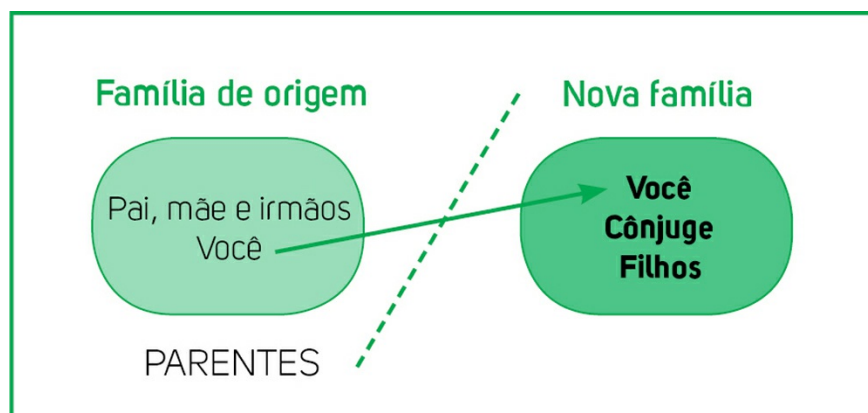 Família de origem
Pai, mãe e irmãos
Você
PARENTES
Nova família
Você
Cônjuge
Filhos